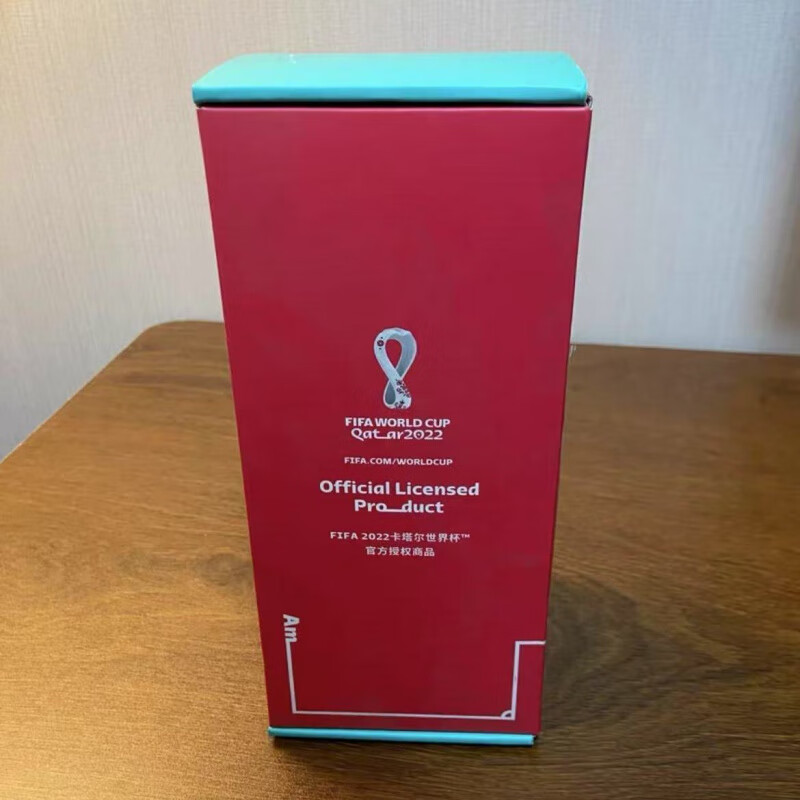 FIFA WORLD CUP
Qatar2022
FIFA.COM/WORLDCUP
Official Licensed
Product
FIFA 2022卡塔尔世界杯™
官方授权商品
Am